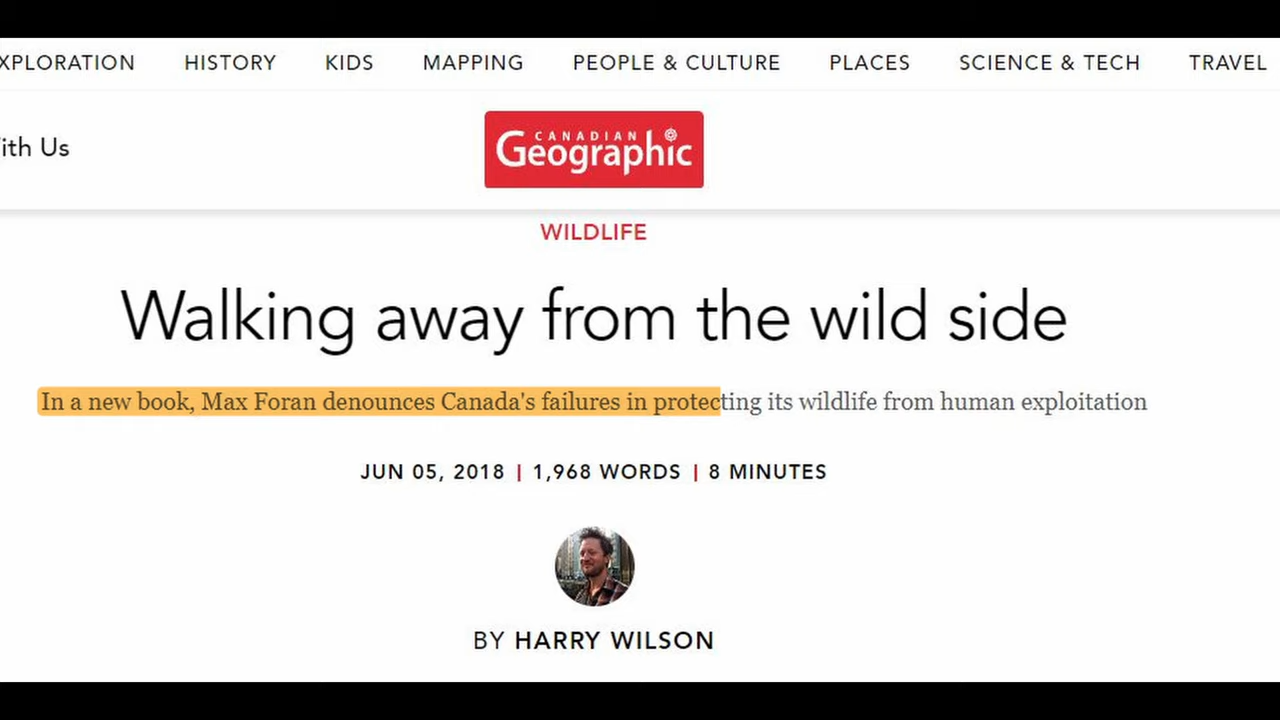 XPLORATION HISTORY KIDS MAPPING PEOPLE & CULTURE PLACES SCIENCE & TECH TRAVEL
ith Us
CANADIAN
Geographic
WILDLIFE
Walking away from the wild side
In a new book, Max Foran denounces Canada's failures in protecting its wildlife from human exploitation
JUN 05, 2018 | 1,968 WORDS | 8 MINUTES
BY HARRY WILSON